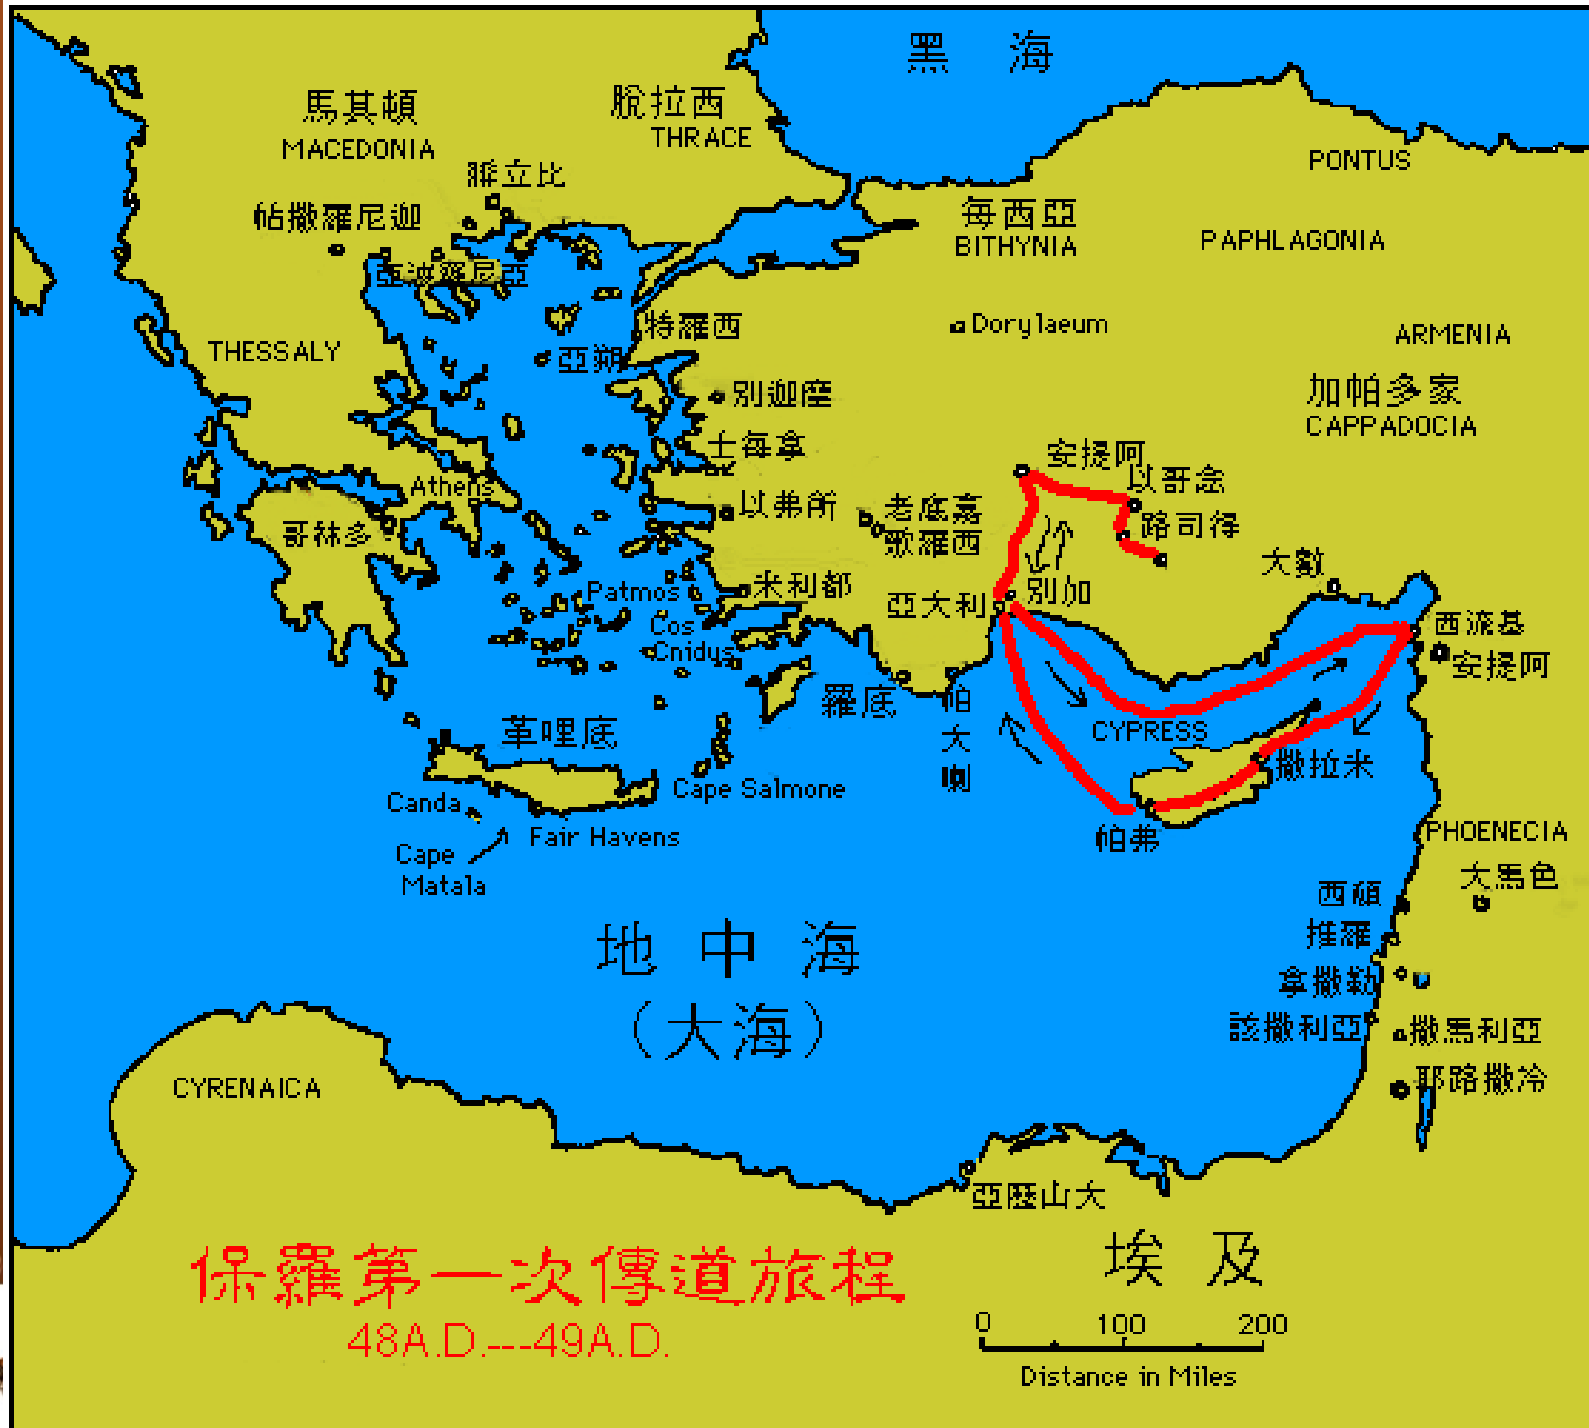 黑 海
馬其頓
MACEDONIA
脫拉西
THRACE
PONTUS
腓立比
帖撒羅尼迦
每西亞
BITHYNIA
PAPHLAGONIA
亞波羅尼亞
特羅西
Dorylaeum
ARMENIA
THESSALY
亞朔
別迦摩
加帕多家
CAPPADOCIA
士每拿
安提阿
以哥念
Athens
以弗所
老底嘉
歌羅西
路司得
哥林多
大數
Patmos
米利都
亞大利
別加
Cos
Cnidus
西流基
安提阿
羅底
帕大喇
革哩底
CYPRESS
撒拉米
Canda
Cape Salmone
Fair Havens
帕弗
Cape
Matala
PHOENECIA
大馬色
西頓
推羅
地 中 海
(大海)
拿撒勒
該撒利亞
撒馬利亞
耶路撒冷
CYRENAICA
亞歷山大
埃 及
保羅第一次傳道旅程
48A.D.---49A.D.
0 100 200
Distance in Miles